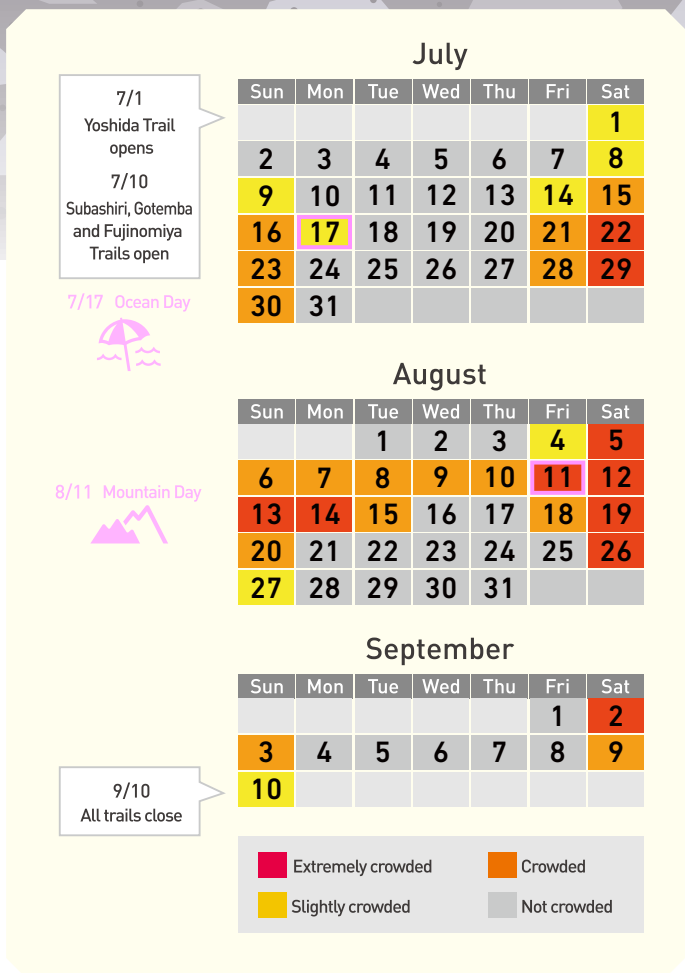 July
7/1
Yoshida Trail
opens
7/10
Subashiri, Gotemba
and Fujinomiya
Trails open
Sun Mon Tue Wed Thu Fri Sat
1
2 3 4 5 6 7 8
9 10 11 12 13 14 15
16 17 18 19 20 21 22
23 24 25 26 27 28 29
30 31
7/17 Ocean Day
August
Sun Mon Tue Wed Thu Fri Sat
1 2 3 4 5
6 7 8 9 10 11 12
13 14 15 16 17 18 19
20 21 22 23 24 25 26
27 28 29 30 31
8/11 Mountain Day
September
Sun Mon Tue Wed Thu Fri Sat
1 2
3 4 5 6 7 8 9
10
9/10
All trails close
Extremely crowded Crowded
Slightly crowded Not crowded